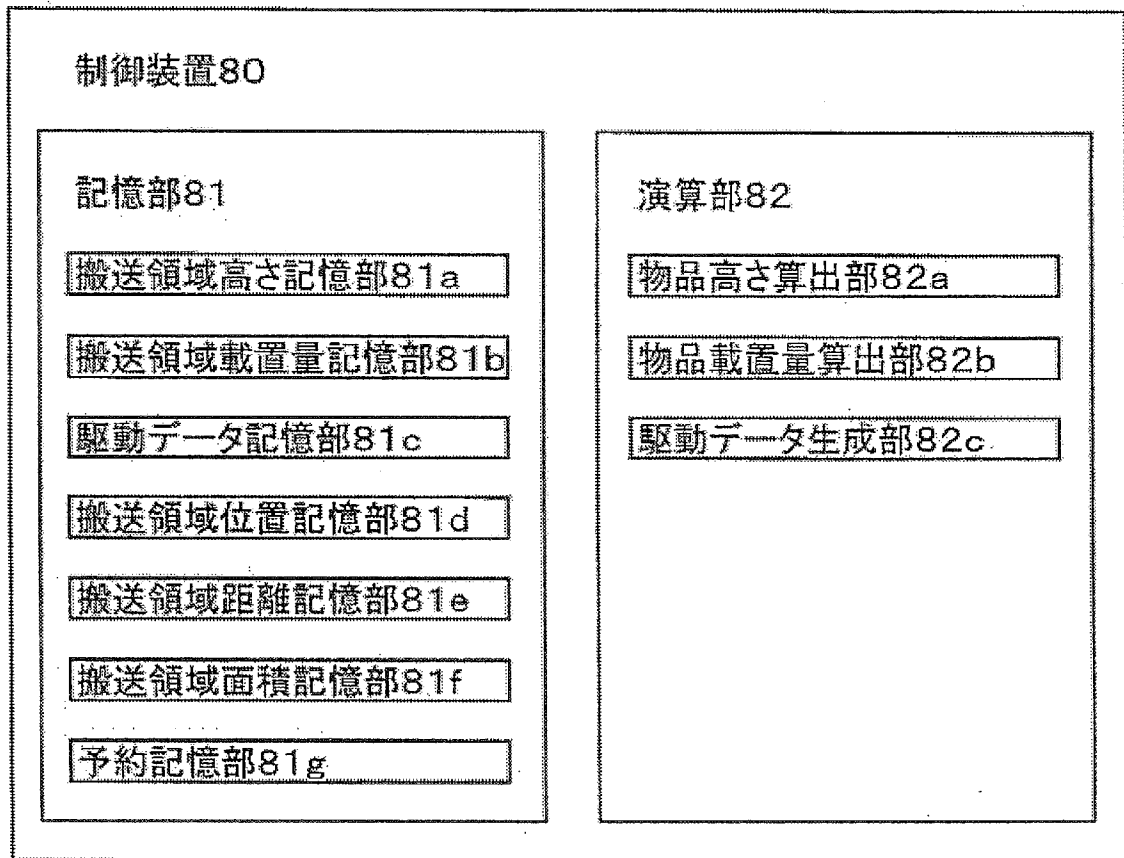 制御装置80
記憶部81
搬送領域高さ記憶部81a
搬送領域載置量記憶部81b
駆動データ記憶部81c
搬送領域位置記憶部81d
搬送領域距離記憶部81e
搬送領域面積記憶部81f
予約記憶部81g
演算部82
物品高さ算出部82a
物品載置量算出部82b
駆動データ生成部82c